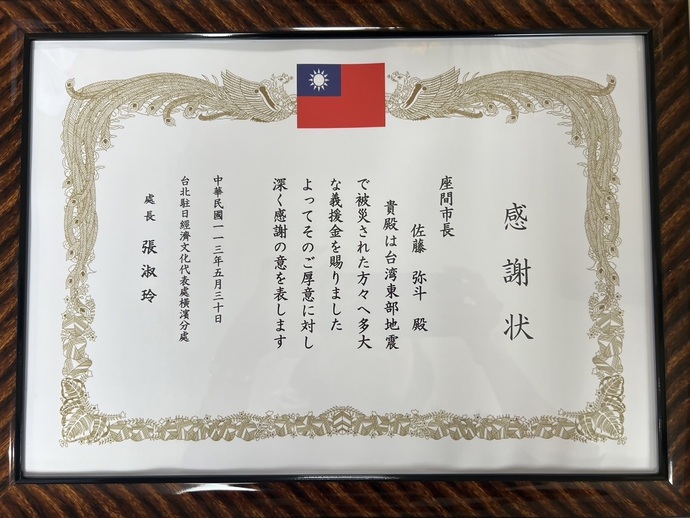 感謝状
座間市長
佐藤 弥斗 殿
貴殿は台湾東部地震
で被災された方々へ多大
な義援金を賜りました
よってそのご厚意に対し
深く感謝の意を表します
中華民國一一三年五月三十日
台北駐日經濟文化代表處橫濱分處
處長 張淑玲